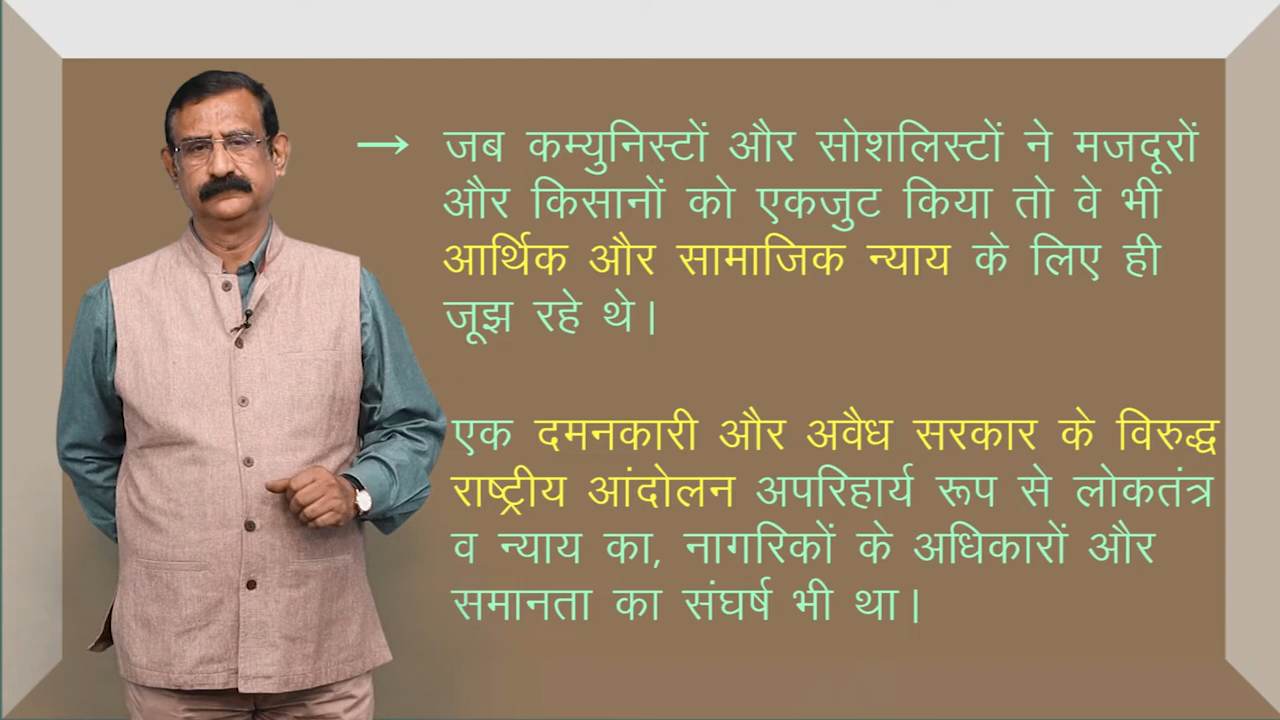 → जब कम्युनिस्टों और सोशलिस्टों ने मजदूरों
और किसानों को एकजुट किया तो वे भी
आर्थिक और सामाजिक न्याय के लिए ही
जूझ रहे थे।
एक दमनकारी और अवैध सरकार के विरुद्ध
राष्ट्रीय आंदोलन अपरिहार्य रूप से लोकतंत्र
व न्याय का, नागरिकों के अधिकारों और
समानता का संघर्ष भी था।